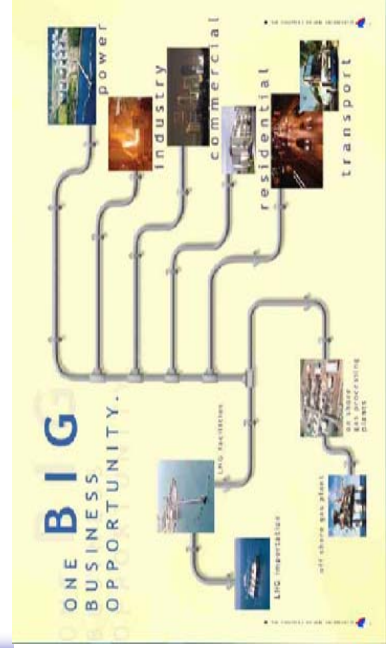 ONE BIG
BUSINESS
OPPORTUNITY.
power
industry
commercial
residential
transport
LNG facilities
LNG importation
on shore
gas processing
plants
off shore gas plant